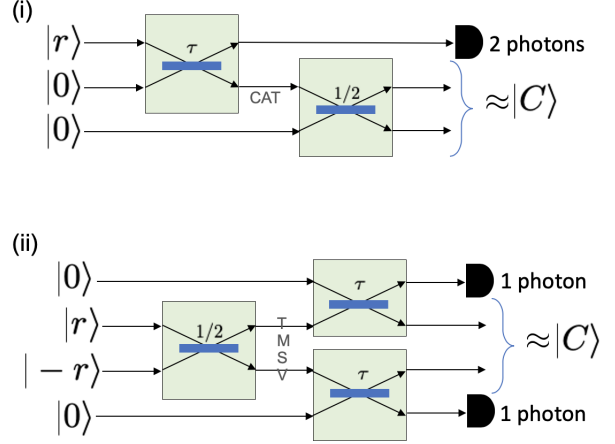 (i)
|r⟩
|0⟩
|0⟩
τ
CAT
1/2
2 photons
≈|C⟩
(ii)
|0⟩
|r⟩
|−r⟩
|0⟩
1/2
T
M
S
V
τ
τ
1 photon
≈|C⟩
1 photon